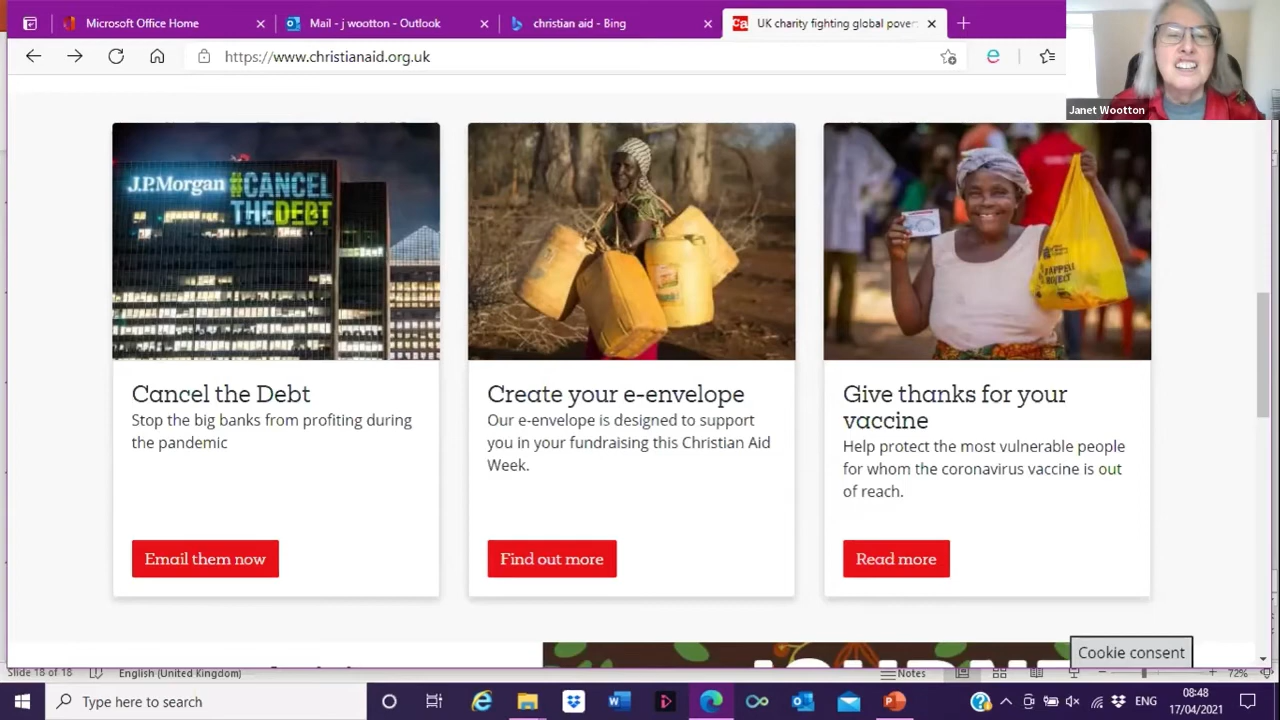 Microsoft Office Home
Mail - j wootton - Outlook
christian aid - Bing
ca
UK charity fighting global pover
https://www.christianaid.org.uk
Janet Wootton
J.P.Morgan #CANCEL
THEDEBT
Cancel the Debt
Stop the big banks from profiting during
the pandemic
Email them now
Create your e-envelope
Our e-envelope is designed to support
you in your fundraising this Christian Aid
Week.
Find out more
Give thanks for your
vaccine
Help protect the most vulnerable people
for whom the coronavirus vaccine is out
of reach.
Read more
Cookie consent
Slide 18 of 18
English (United Kingdom)
Notes
72%
Type here to search
ENG
08:48
17/04/2021